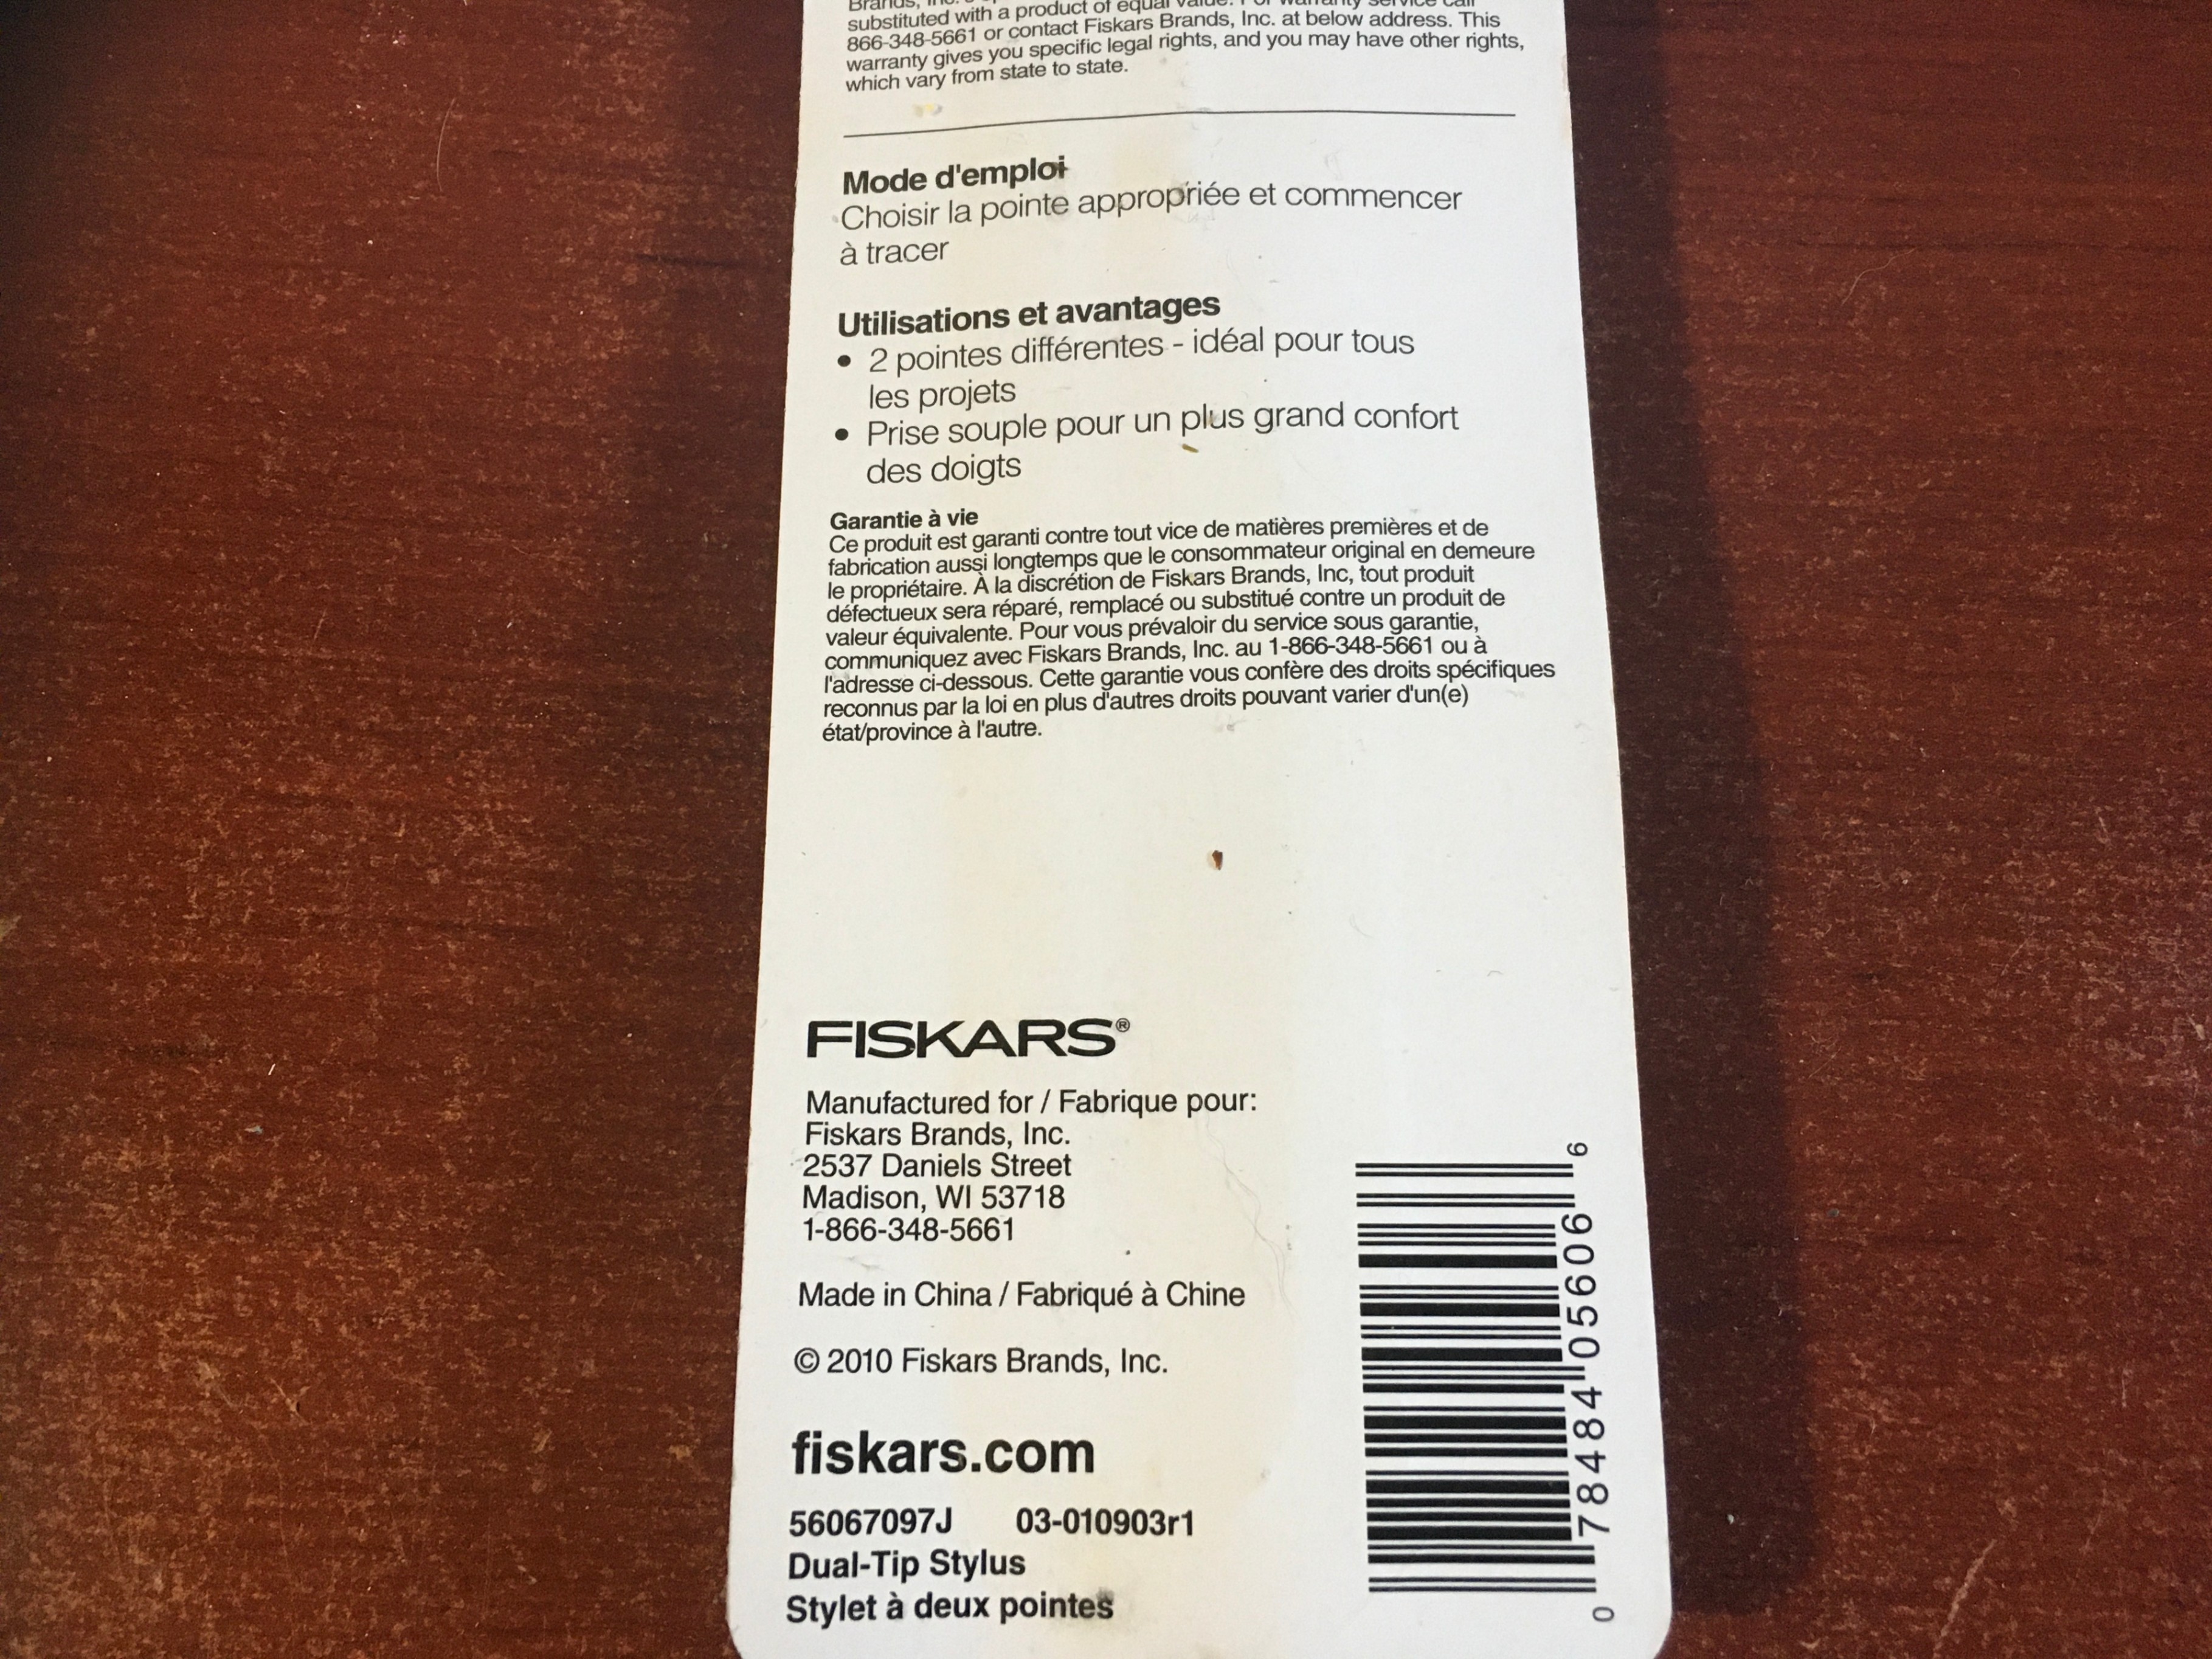 substituted with a product of equal value. For warranty service call
866-348-5661 or contact Fiskars Brands, Inc. at below address. This
warranty gives you specific legal rights, and you may have other rights,
which vary from state to state.
Mode d'emploi
Choisir la pointe appropriée et commencer
à tracer
Utilisations et avantages
• 2 pointes différentes - idéal pour tous
les projets
• Prise souple pour un plus grand confort
des doigts
Garantie à vie
Ce produit est garanti contre tout vice de matières premières et de
fabrication aussi longtemps que le consommateur original en demeure
le propriétaire. À la discrétion de Fiskars Brands, Inc, tout produit
défectueux sera réparé, remplacé ou substitué contre un produit de
valeur équivalente. Pour vous prévaloir du service sous garantie,
communiquez avec Fiskars Brands, Inc. au 1-866-348-5661 ou à
l'adresse ci-dessous. Cette garantie vous confère des droits spécifiques
reconnus par la loi en plus d'autres droits pouvant varier d'un(e)
état/province à l'autre.
FISKARS®
Manufactured for / Fabrique pour:
Fiskars Brands, Inc.
2537 Daniels Street
Madison, WI 53718
1-866-348-5661
Made in China / Fabriqué à Chine
© 2010 Fiskars Brands, Inc.
fiskars.com
56067097J 03-010903r1
Dual-Tip Stylus
Stylet à deux pointes
0 78484 05606 6